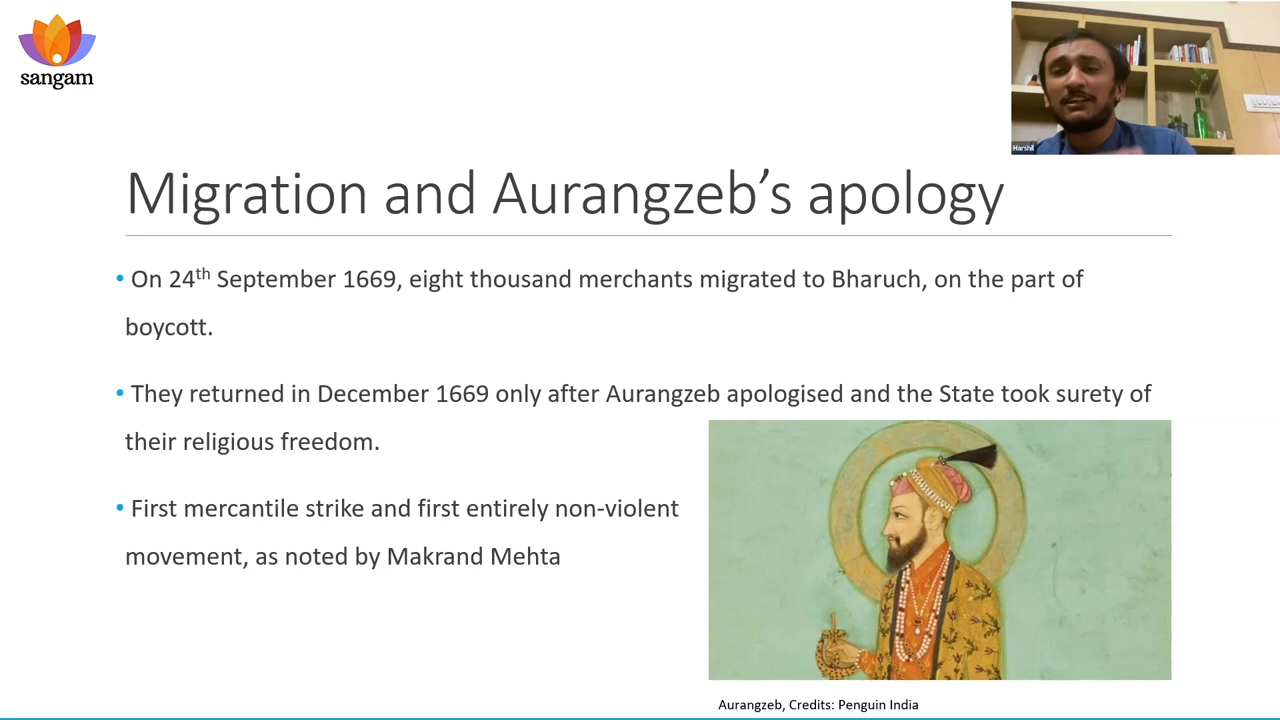 sangam
Harshil
Migration and Aurangzeb’s apology
• On 24th September 1669, eight thousand merchants migrated to Bharuch, on the part of
boycott.
• They returned in December 1669 only after Aurangzeb apologised and the State took surety of
their religious freedom.
• First mercantile strike and first entirely non-violent
movement, as noted by Makrand Mehta
Aurangzeb, Credits: Penguin India